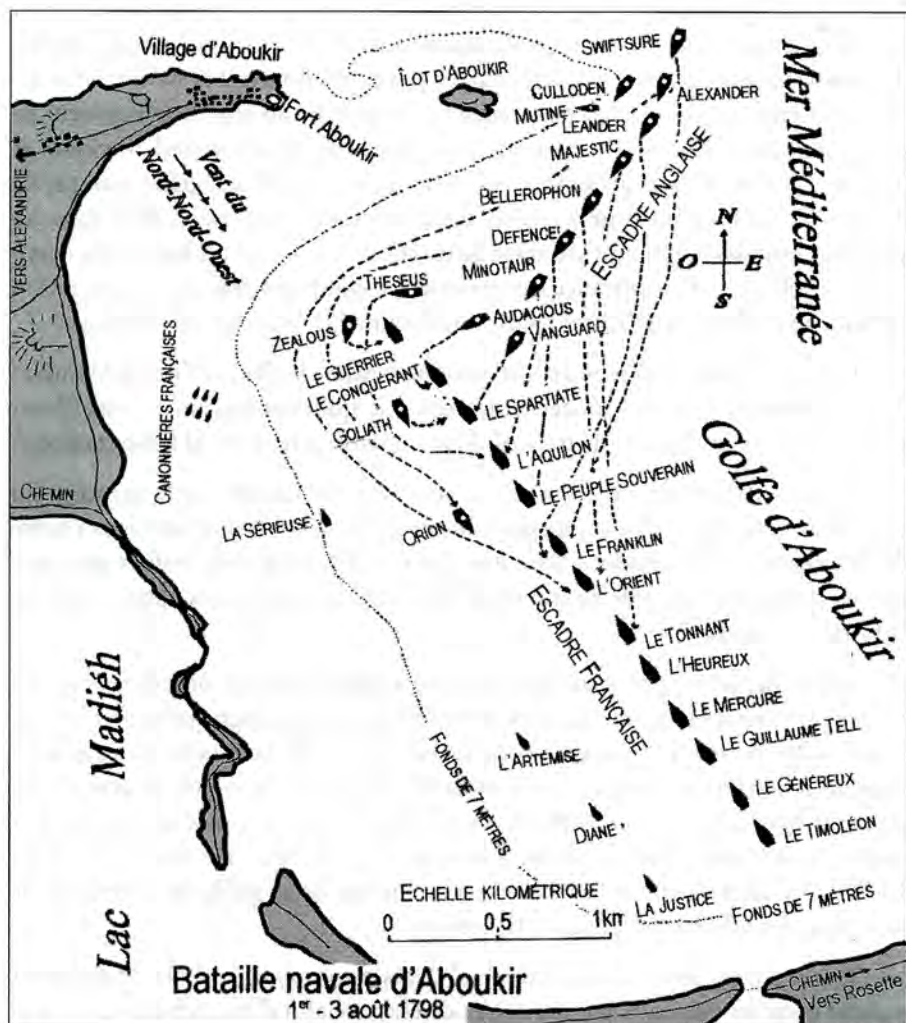 SWIFTSURE
Village d'Aboukir
ÎLOT D'ABOUKIR
CULLODEN
ALEXANDER
MUTINE
LEANDER
Fort Aboukir
MAJESTIC
Mer Méditerranée
VERS ALEXANDRIE
Vent du
Nord-Nord-Ouest
BELLEROPHON
ESCADRE ANGLAISE
DEFENCE
N
O E
S
MINOTAUR
THESEUS
AUDACIOUS
VANGUARD
ZEALOUS
LE GUERRIER
LE CONQUÉRANT
CANONNIÈRES FRANÇAISES
LE SPARTIATE
GOLIATH
L'AQUILON
Golfe d'Aboukir
LE PEUPLE SOUVERAIN
CHEMIN
LA SÉRIEUSE
ORION
LE FRANKLIN
L'ORIENT
ESCADRE FRANÇAISE
LE TONNANT
L'HEUREUX
LE MERCURE
Lac Madiéh
LE GUILLAUME TELL
L'ARTÉMISE
FONDS DE 7 MÈTRES
LE GÉNÉREUX
DIANE
LE TIMOLÉON
ECHELLE KILOMÉTRIQUE
LA JUSTICE
FONDS DE 7 MÈTRES
0 0,5 1km
Bataille navale d'Aboukir
1er - 3 août 1798
CHEMIN
Vers Rosette